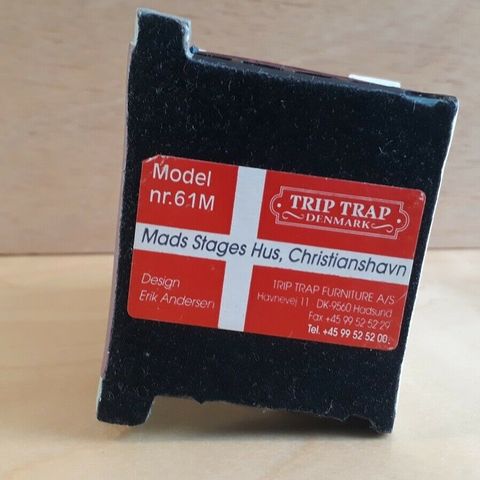 Model
nr.61M
TRIP TRAP
DENMARK
Mads Stages Hus, Christianshavn
Design
Erik Andersen
TRIP TRAP FURNITURE A/S
Havnevej 11 DK-9560 Hadsund
Fax +45 99 52 52 29
Tel. +45 99 52 52 00